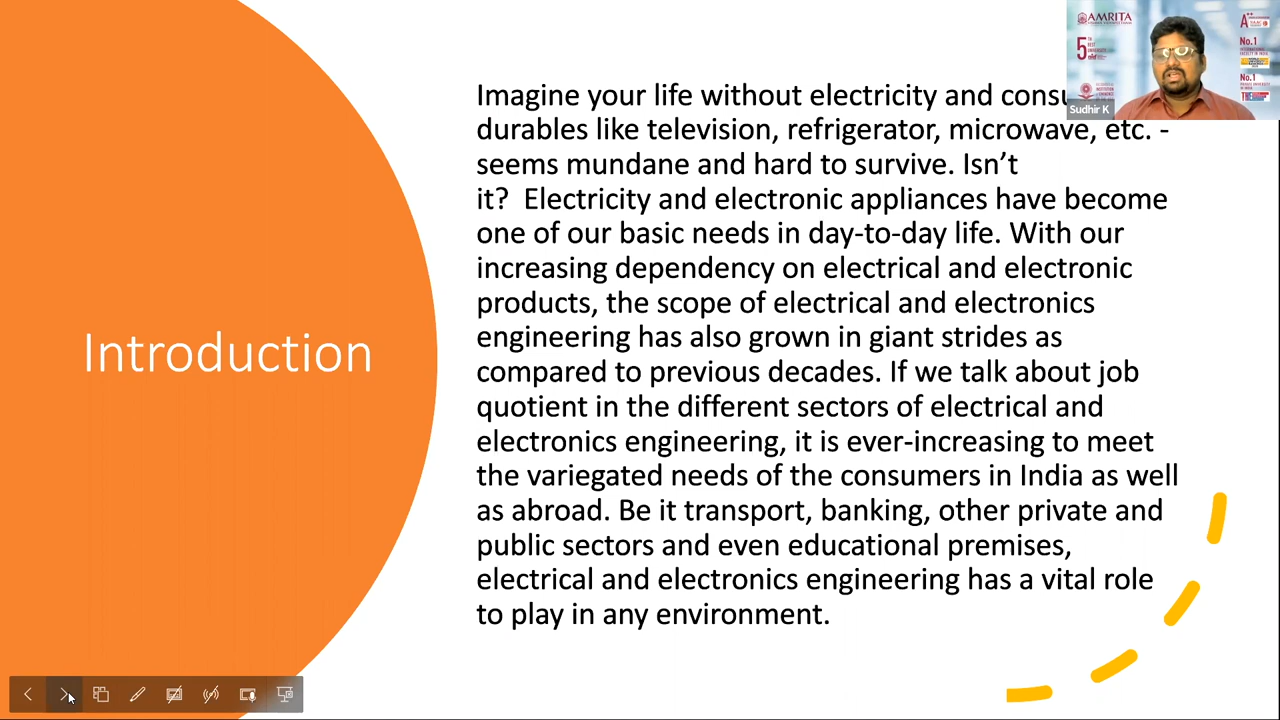 Introduction
Imagine your life without electricity and consu
durables like television, refrigerator, microwave, etc. -
seems mundane and hard to survive. Isn’t
it?  Electricity and electronic appliances have become
one of our basic needs in day-to-day life. With our
increasing dependency on electrical and electronic
products, the scope of electrical and electronics
engineering has also grown in giant strides as
compared to previous decades. If we talk about job
quotient in the different sectors of electrical and
electronics engineering, it is ever-increasing to meet
the variegated needs of the consumers in India as well
as abroad. Be it transport, banking, other private and
public sectors and even educational premises,
electrical and electronics engineering has a vital role
to play in any environment.
AMRITA
5
A++
No.1
No.1
Sudhir K